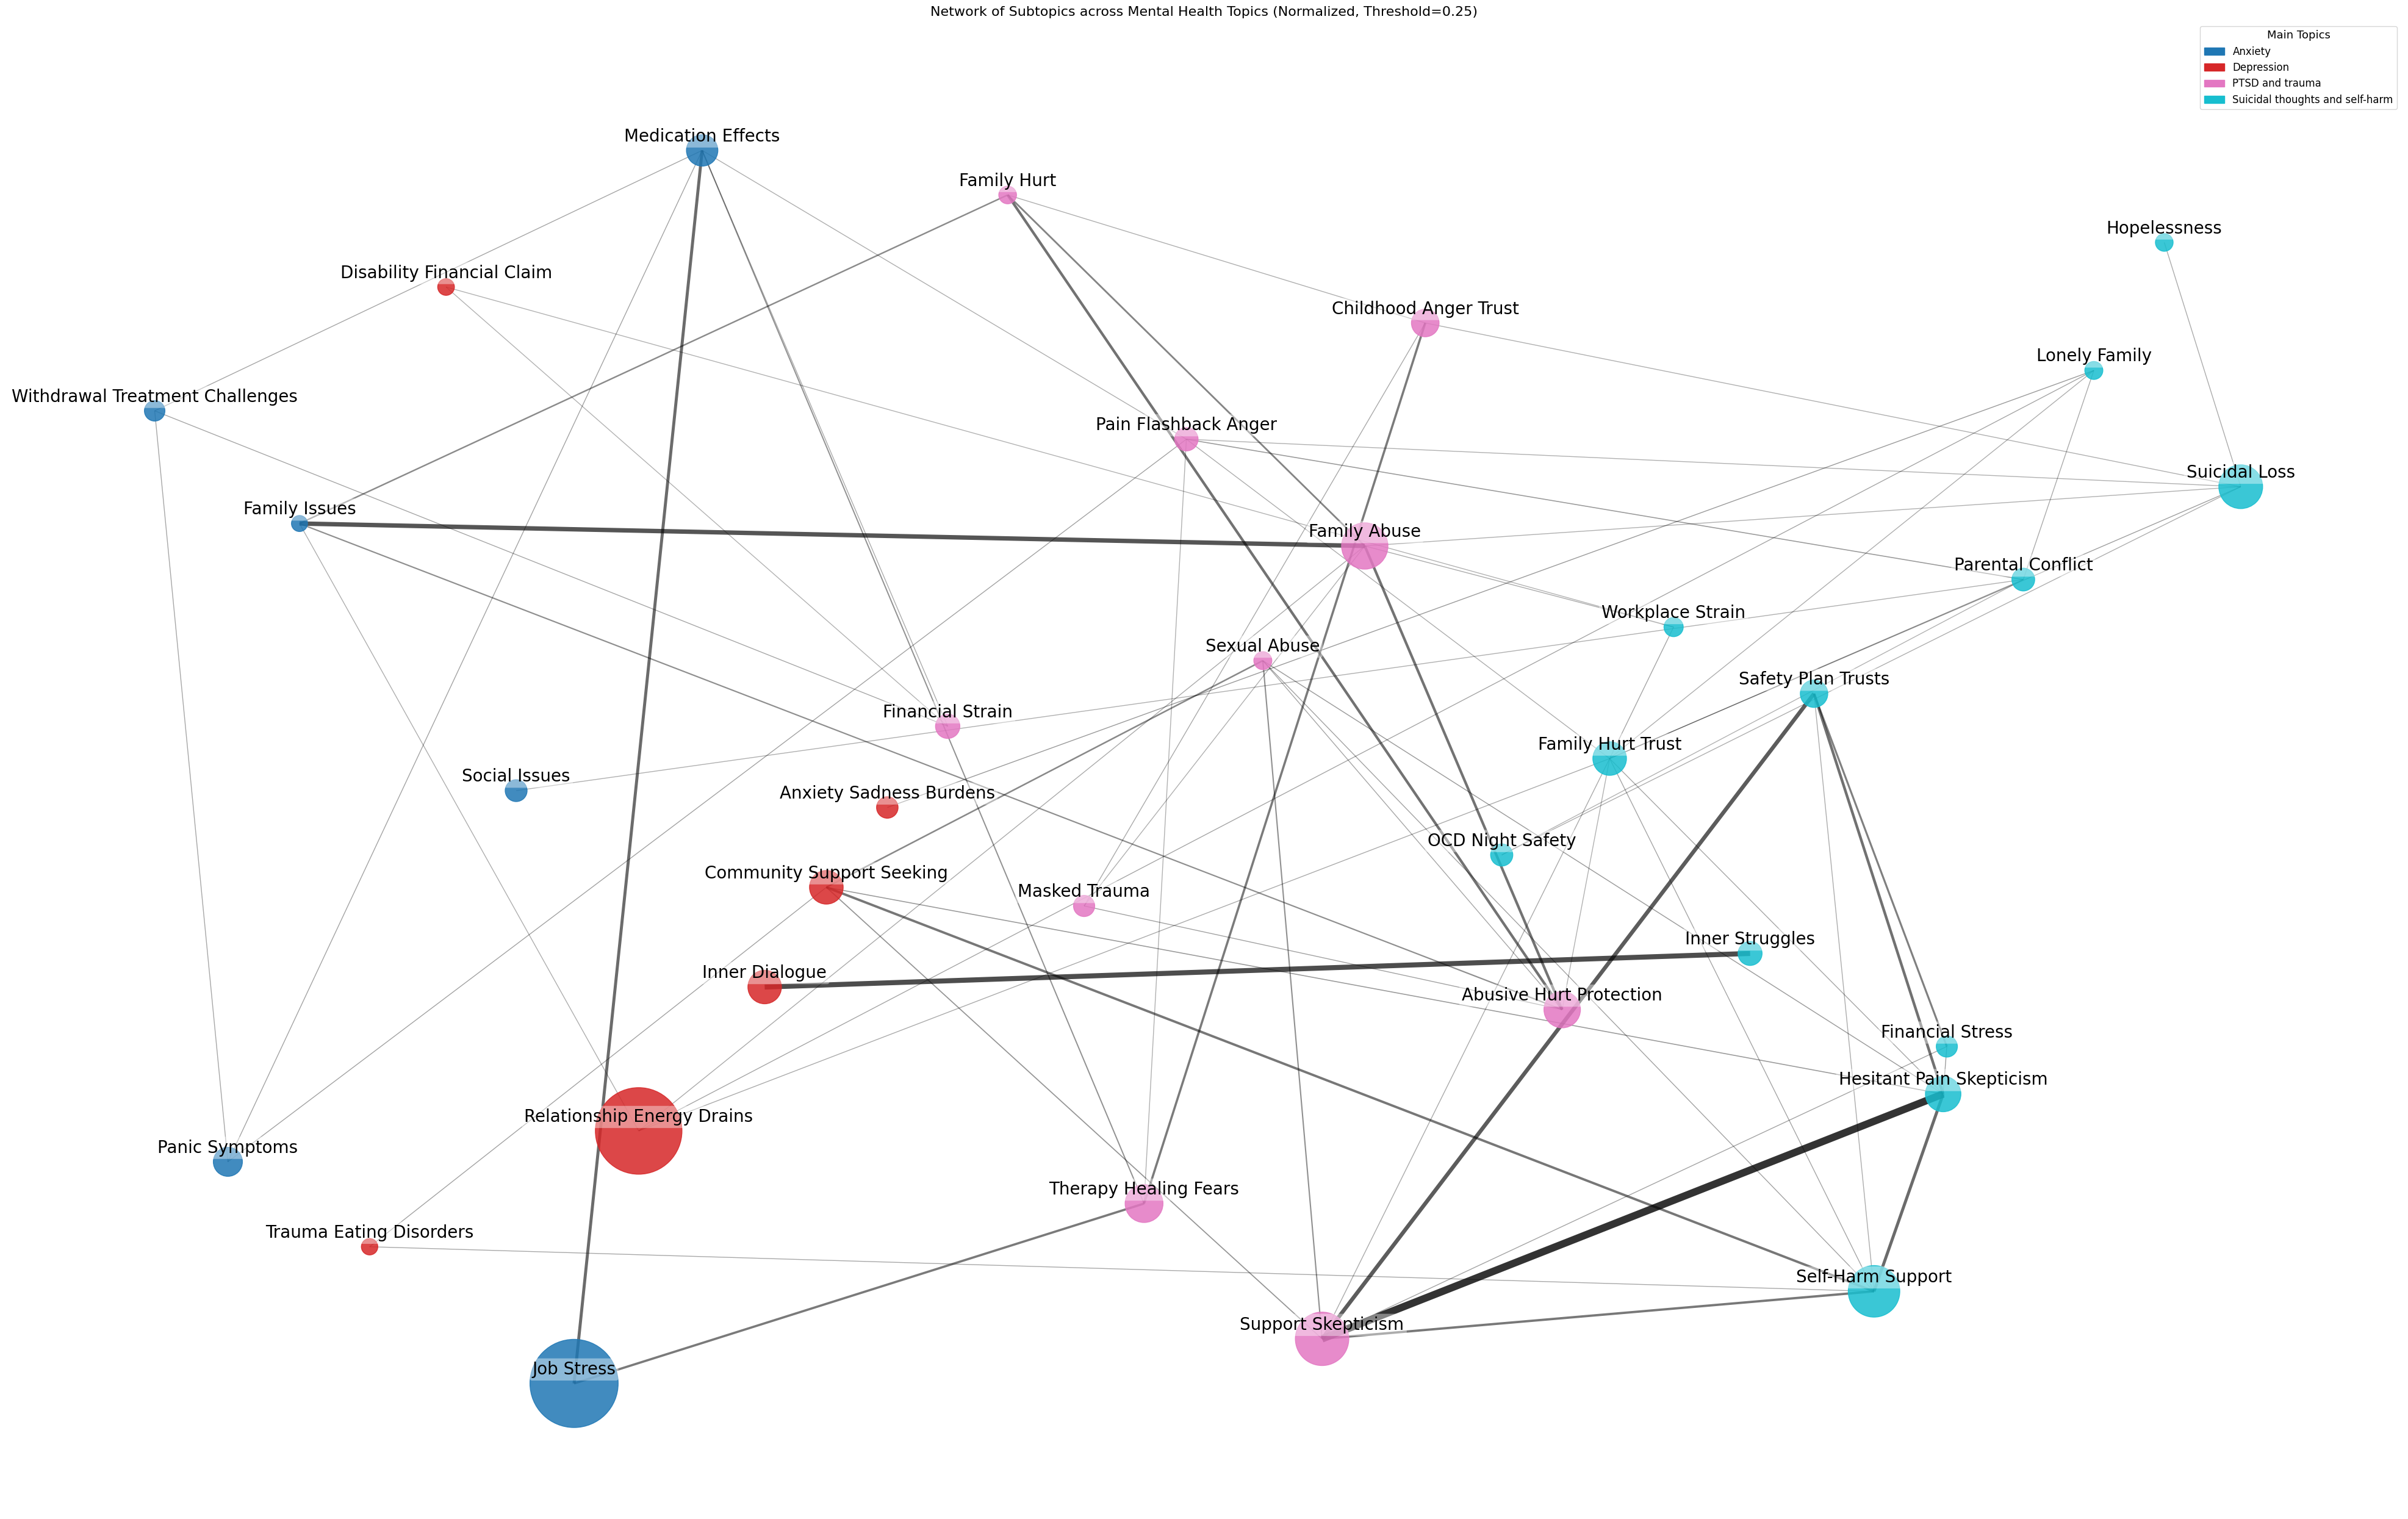 Network of Subtopics across Mental Health Topics (Normalized, Threshold=0.25)
Main Topics
Anxiety
Depression
PTSD and trauma
Suicidal thoughts and self-harm
Medication Effects
Family Hurt
Hopelessness
Disability Financial Claim
Childhood Anger Trust
Lonely Family
Withdrawal Treatment Challenges
Pain Flashback Anger
Suicidal Loss
Family Issues
Family Abuse
Parental Conflict
Workplace Strain
Sexual Abuse
Safety Plan Trusts
Financial Strain
Family Hurt Trust
Social Issues
Anxiety Sadness Burdens
OCD Night Safety
Community Support Seeking
Masked Trauma
Inner Struggles
Inner Dialogue
Abusive Hurt Protection
Financial Stress
Hesitant Pain Skepticism
Relationship Energy Drains
Panic Symptoms
Therapy Healing Fears
Trauma Eating Disorders
Self-Harm Support
Support Skepticism
Job Stress